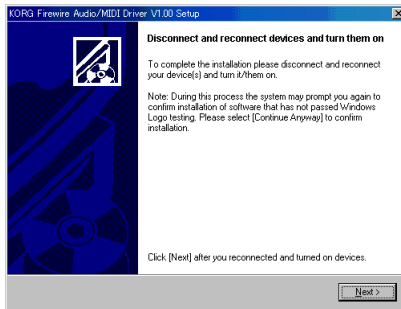 KORG Firewire Audio/MIDI Driver V1.00 Setup
Disconnect and reconnect devices and turn them on
To complete the installation please disconnect and reconnect
your device(s) and turn it/them on.
Note: During this process the system may prompt you again to
confirm installation of software that has not passed Windows
Logo testing. Please select [Continue Anyway] to confirm
installation.
Click [Next] after you reconnected and turned on devices.
Next >